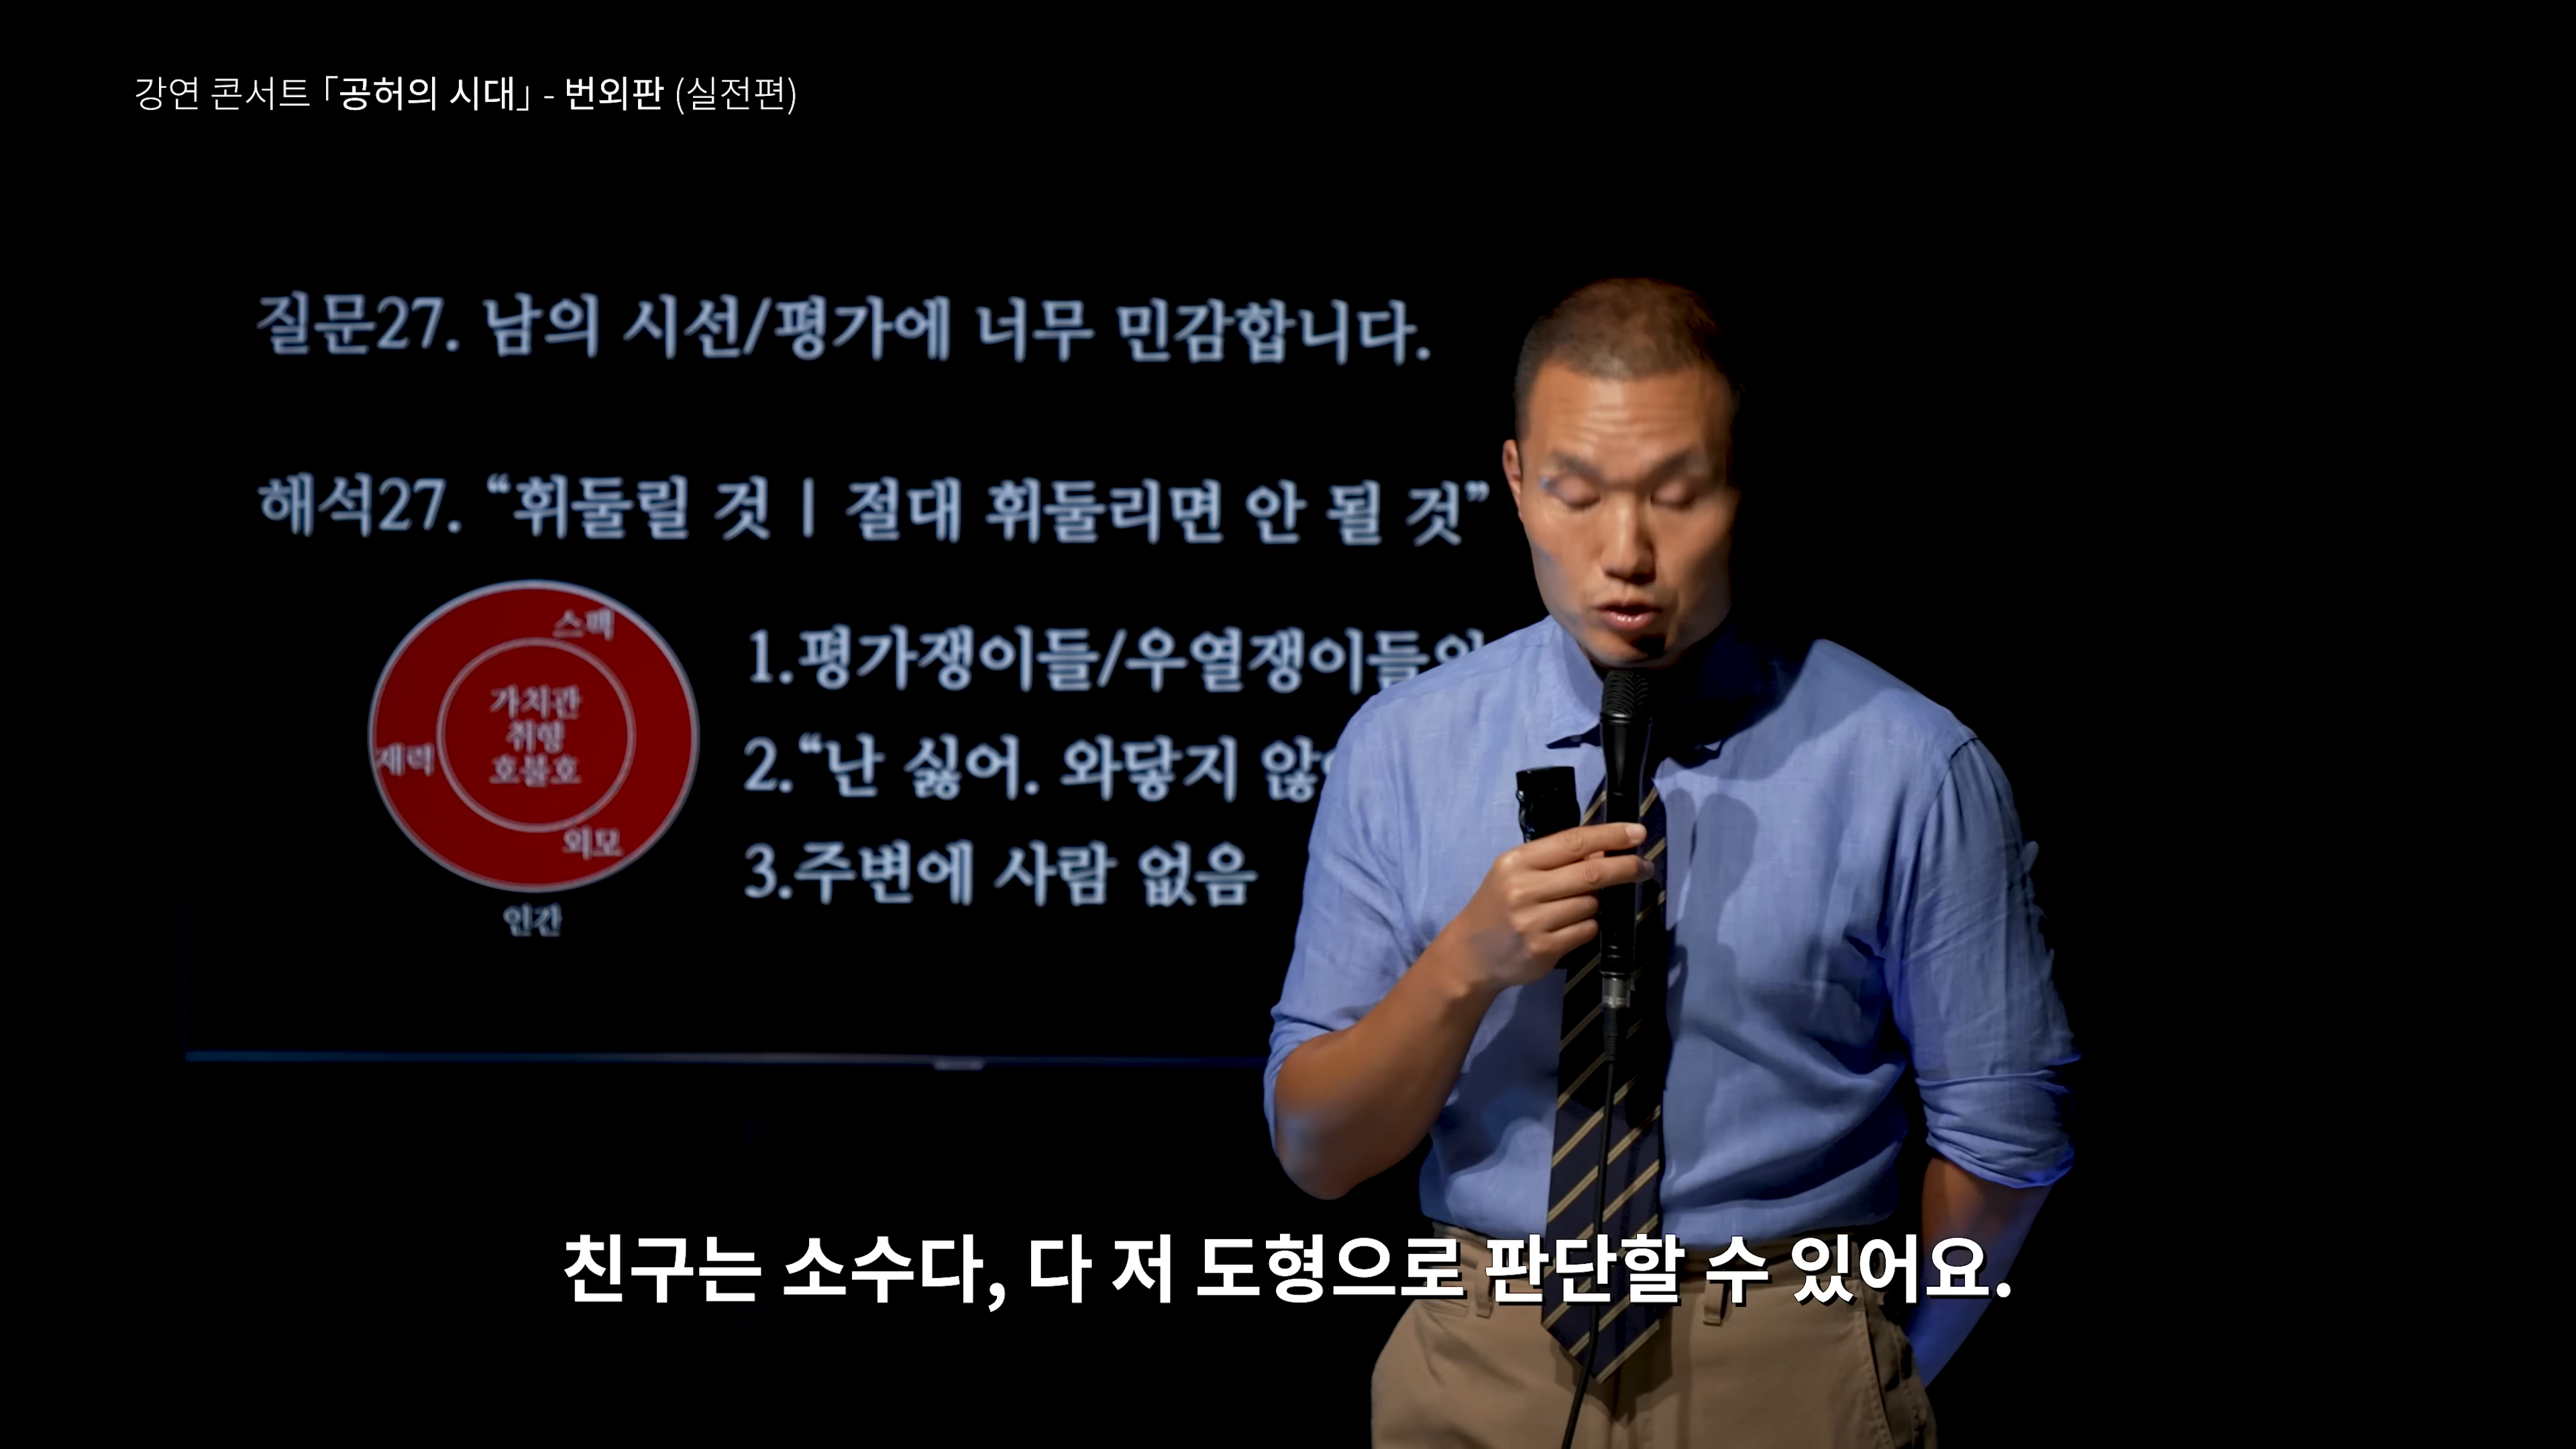 강연 콘서트 「공허의 시대」 - 번외판 (실전편)
질문27. 남의 시선/평가에 너무 민감합니다.
해석27. “휘둘릴 것 | 절대 휘둘리면 안 될 것”
스펙
가치관
취향
호불호
재력
외모
인간
1.평가쟁이들/우열쟁이들의
2.“난 싫어. 와닿지
3.주변에 사람 없음
친구는 소수다, 다 저 도형으로 판단할 수 있어요.